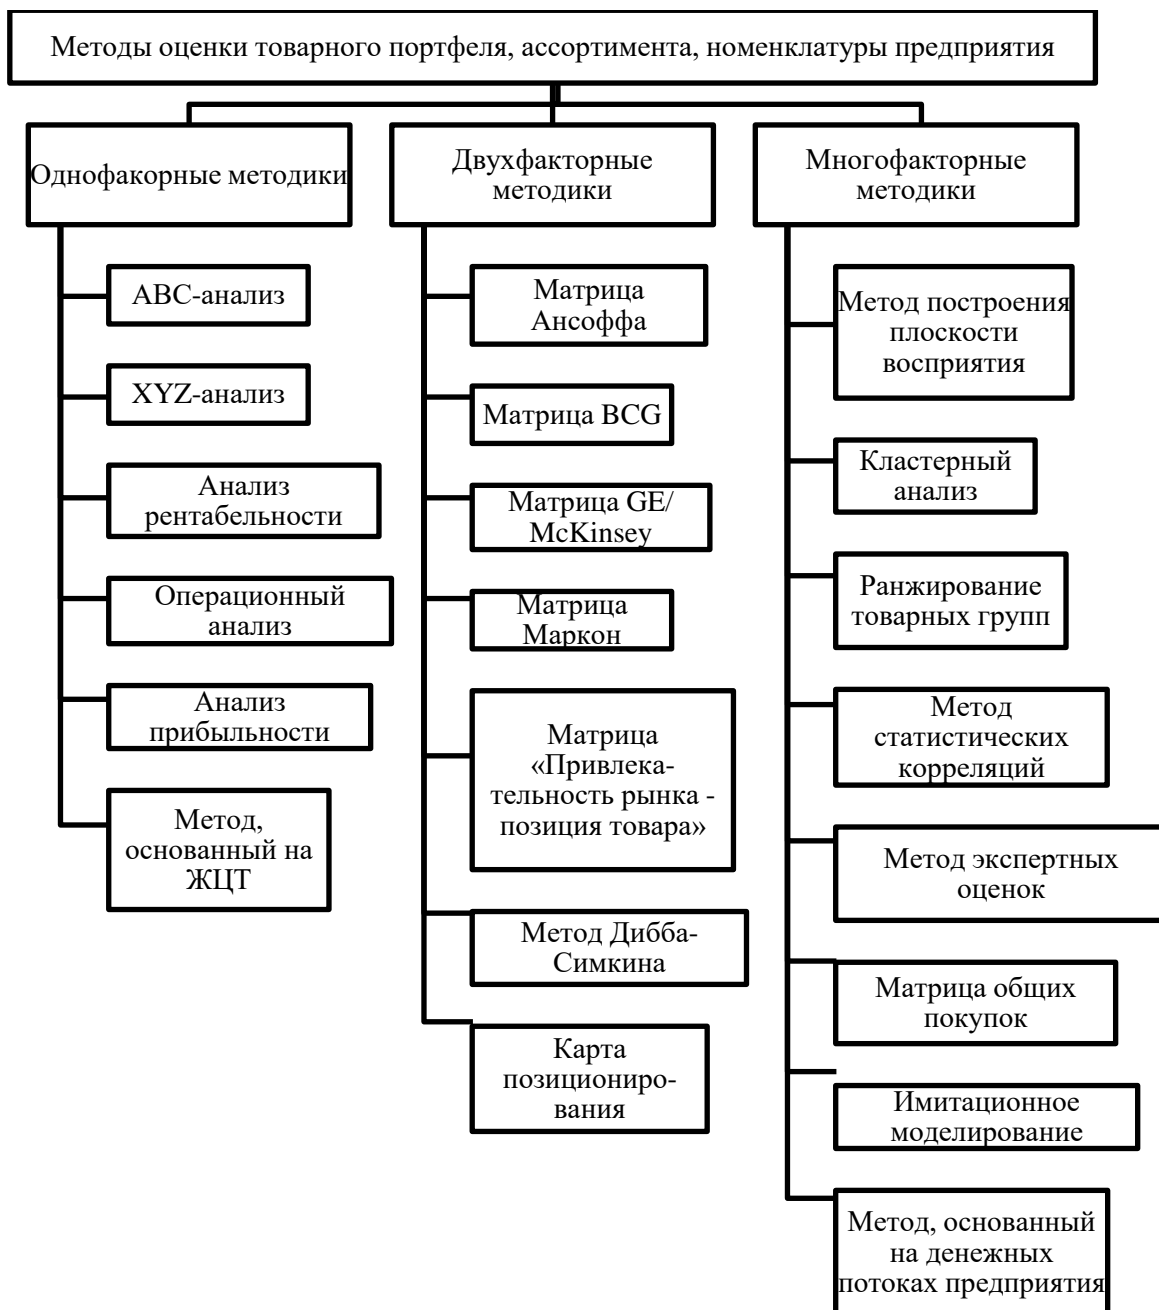 Методы оценки товарного портфеля, ассортимента, номенклатуры предприятия
Однофакорные методики
ABC-анализ
XYZ-анализ
Анализ
рентабельности
Операционный
анализ
Анализ
прибыльности
Метод,
основанный на
ЖЦТ
Двухфакторные
методики
Матрица
Ансоффа
Матрица BCG
Матрица GE/
McKinsey
Матрица
Маркон
Матрица
«Привлека-
тельность рынка -
позиция товара»
Метод Дибба-
Симкина
Карта
позициониро-
вания
Многофакторные
методики
Метод построения
плоскости
восприятия
Кластерный
анализ
Ранжирование
товарных групп
Метод
статистических
корреляций
Метод экспертных
оценок
Матрица общих
покупок
Имитационное
моделирование
Метод, основанный
на денежных
потоках предприятия